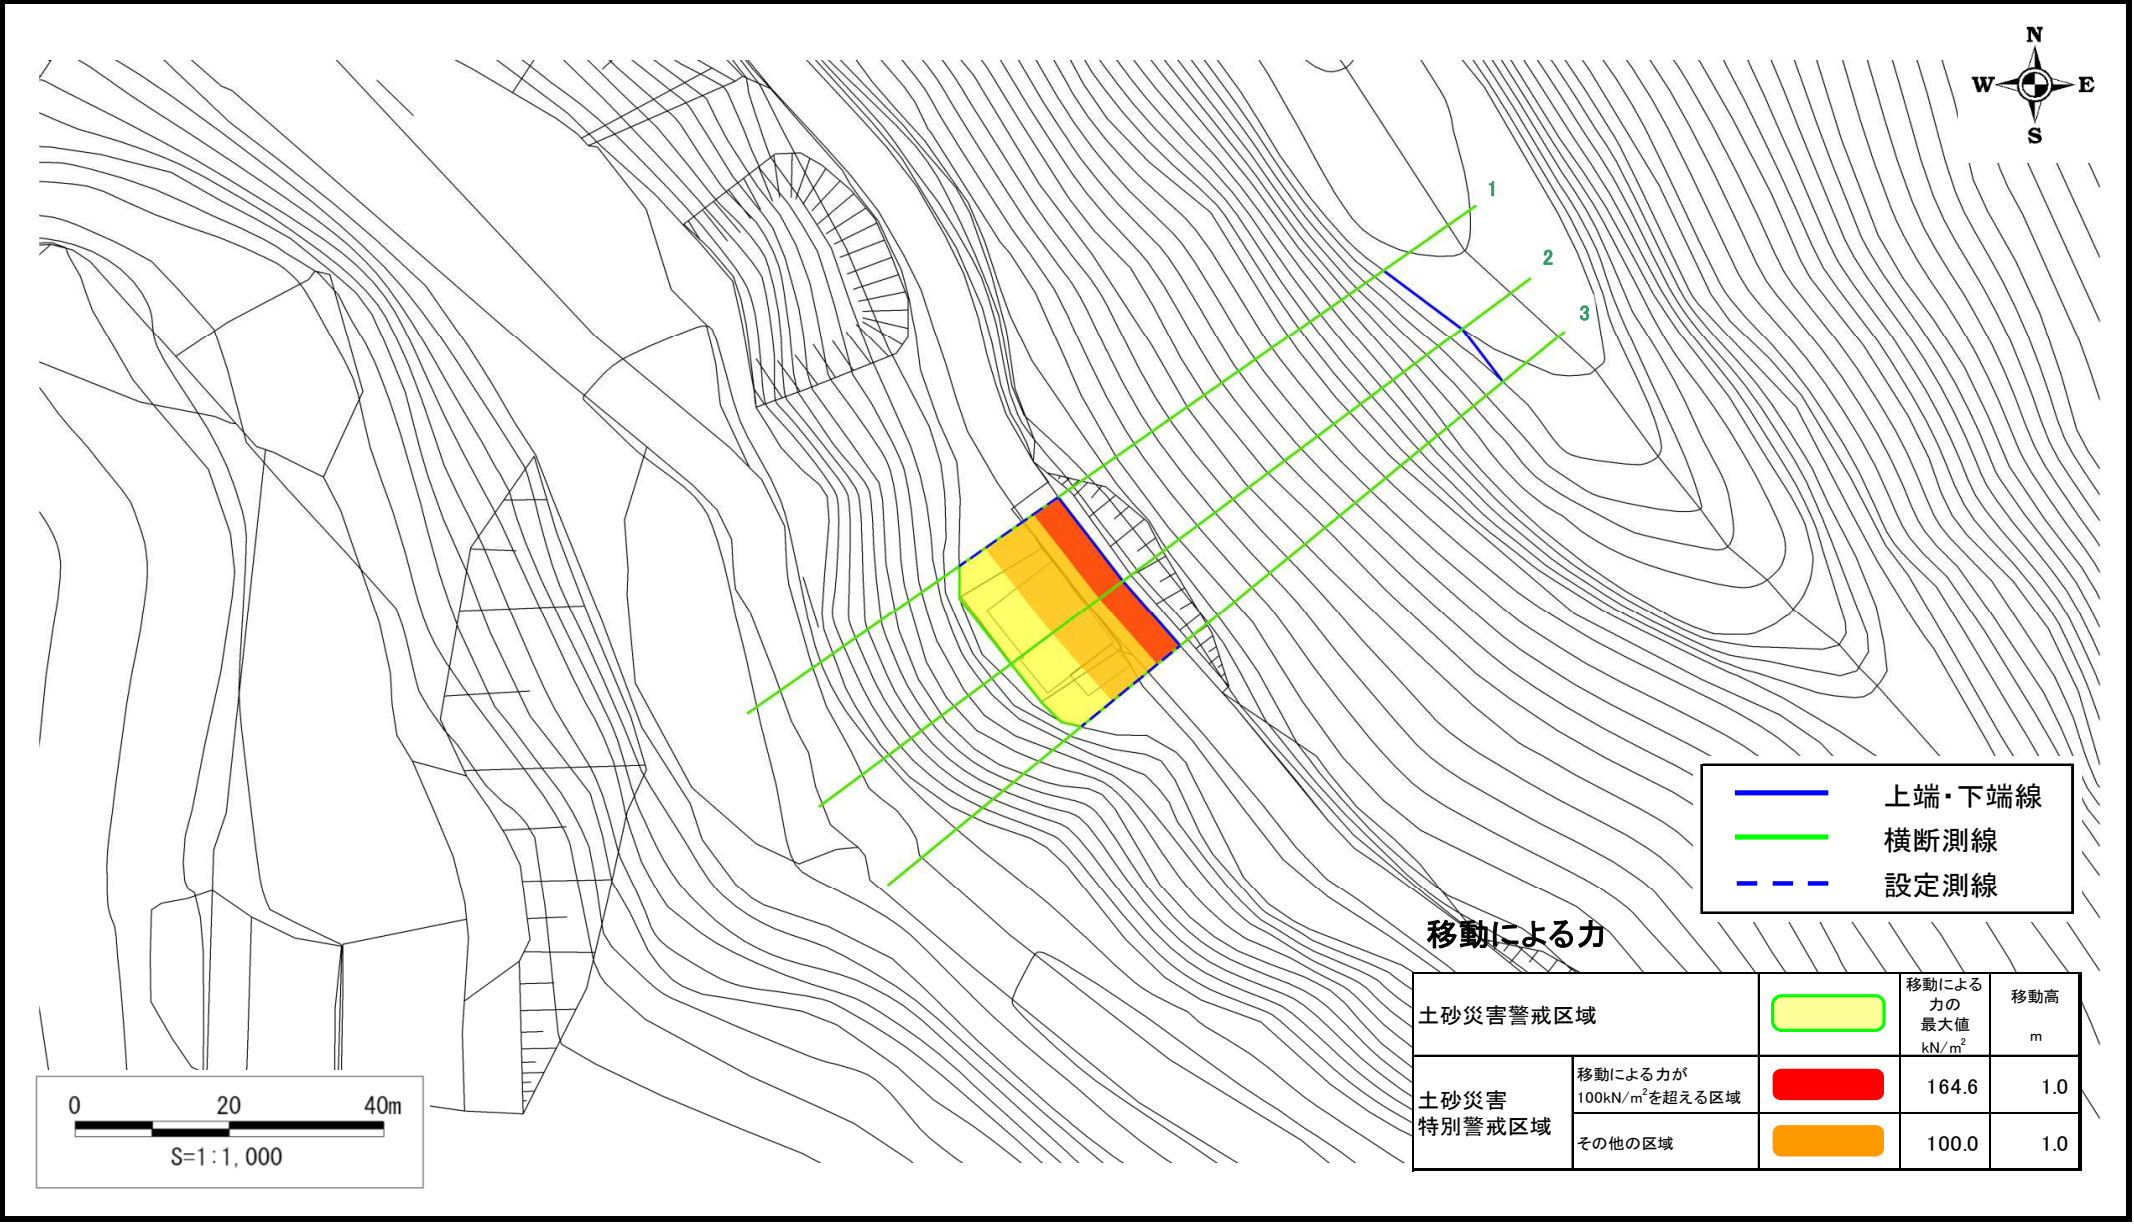 N
W E
S
1
2
3
上端・下端線
横断測線
設定測線
移動による力
土砂災害警戒区域
移動による
力の
最大値
kN/m²
移動高
m
土砂災害
特別警戒区域
移動による力が
100kN/m²を超える区域
164.6
1.0
その他の区域
100.0
1.0
0 20 40m
S=1:1,000